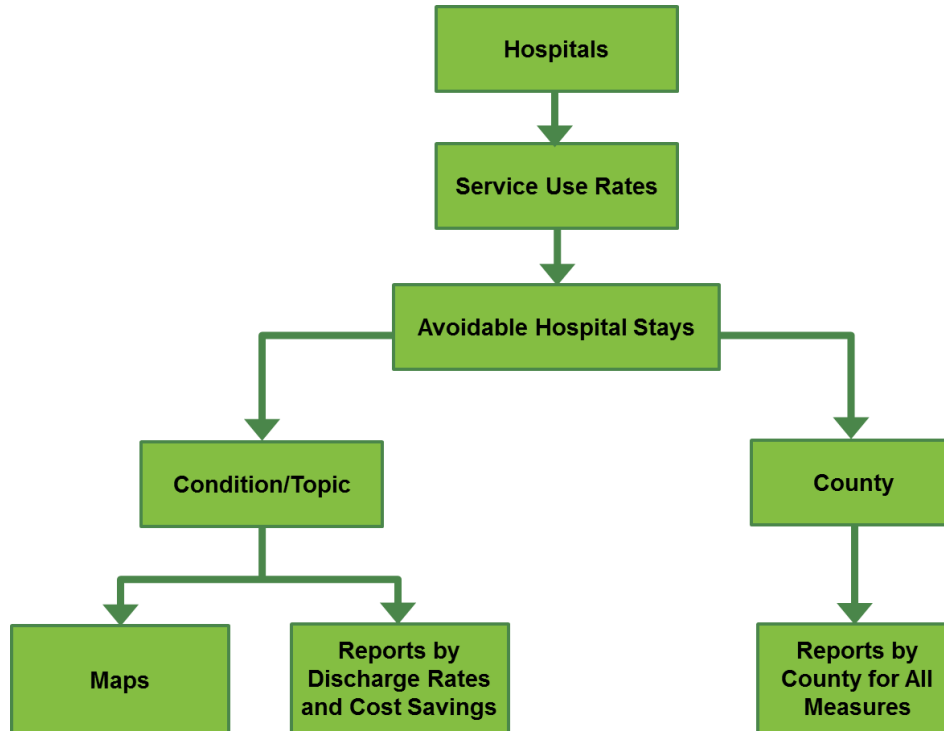 Hospitals
Service Use Rates
Avoidable Hospital Stays
Condition/Topic
County
Maps
Reports by
Discharge Rates
and Cost Savings
Reports by
County for All
Measures